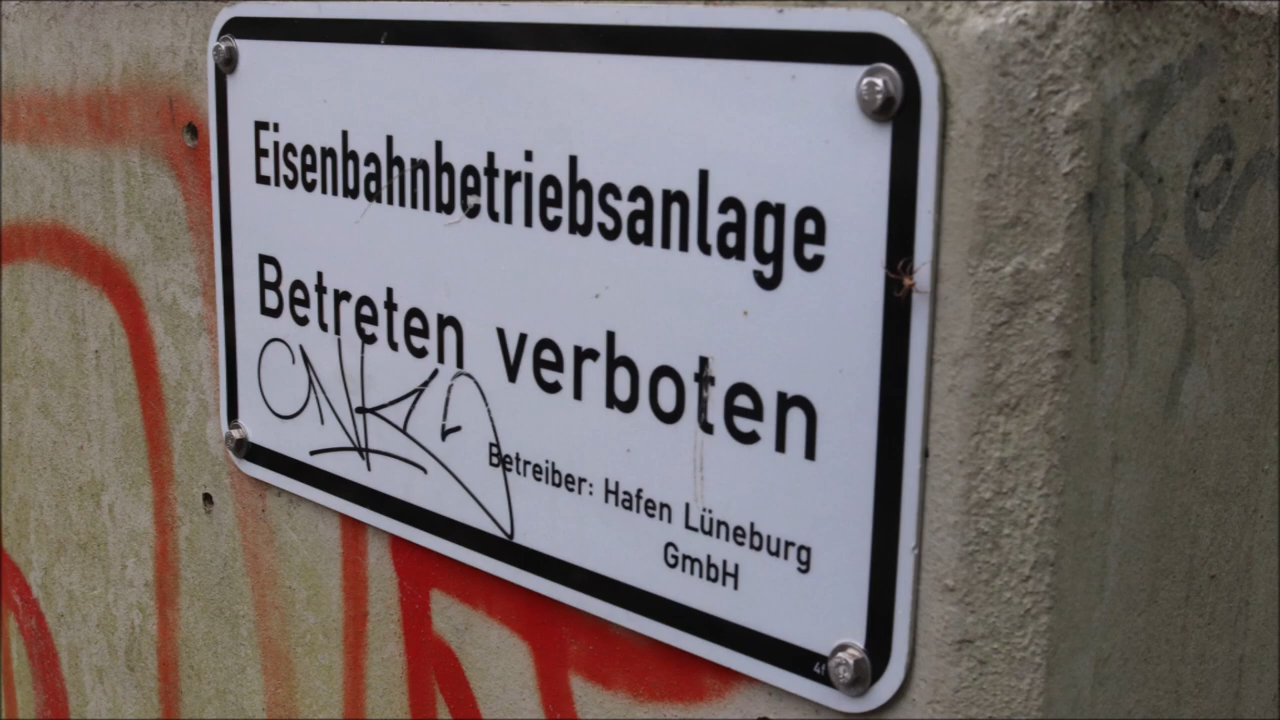 Eisenbahnbetriebsanlage
Betreten verboten
Betreiber: Hafen Lüneburg
GmbH